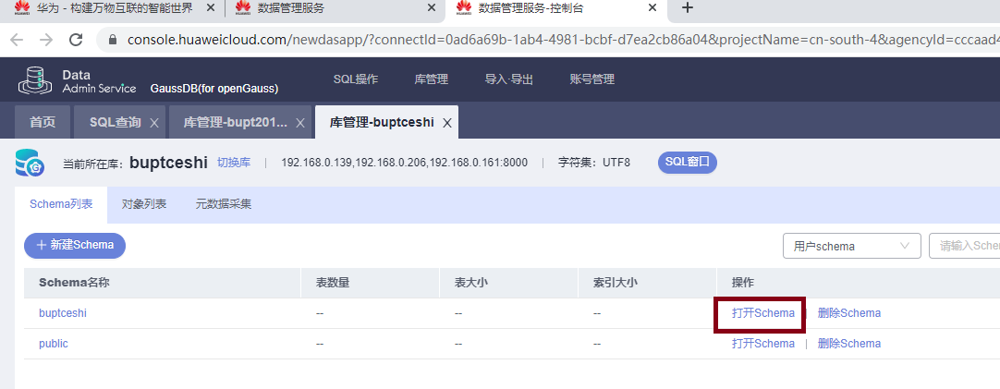 华为 - 构建万物互联的智能世界 数据管理服务 数据管理服务-控制台
console.huaweicloud.com/newdasapp/?connectId=0ad6a69b-1ab4-4981-bcbf-d7ea2cb86a04&projectName=cn-south-4&agencyId=cccaad4
Data
Admin Service GaussDB(for openGauss) SQL操作 库管理 导入·导出 账号管理
首页 SQL查询 库管理-bupt201... 库管理-buptceshi
当前所在库: buptceshi 切换库 | 192.168.0.139,192.168.0.206,192.168.0.161:8000 | 字符集: UTF8 SQL窗口
Schema列表 对象列表 元数据采集
+ 新建Schema 用户schema 请输入Schem
Schema名称 表数量 表大小 索引大小 操作
buptceshi -- -- -- 打开Schema | 删除Schema
public -- -- -- 打开Schema | 删除Schema